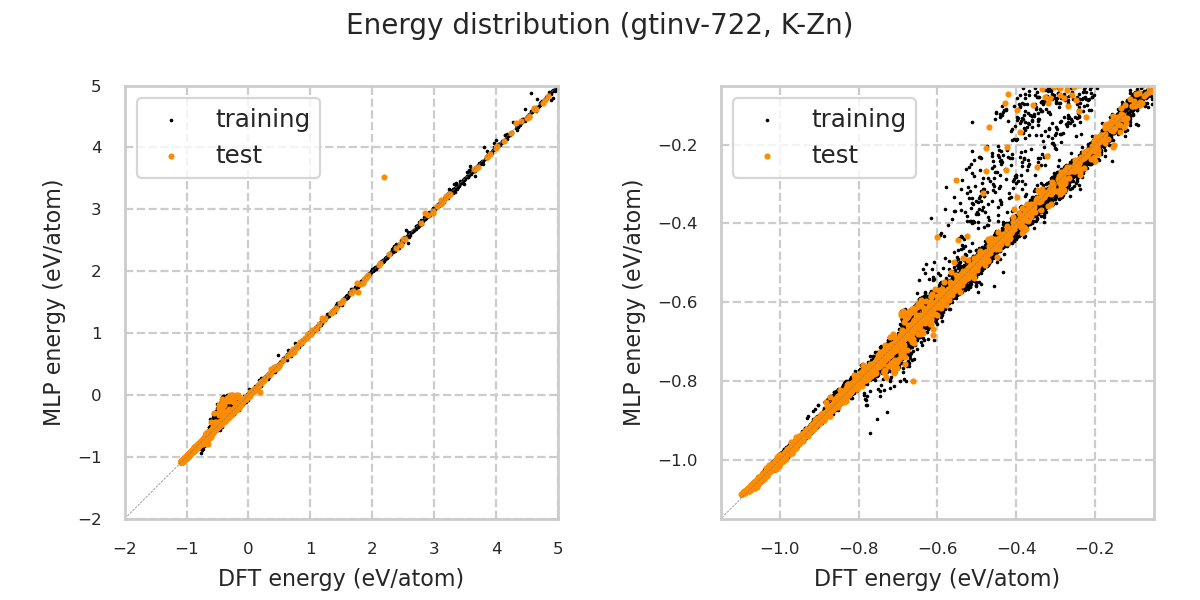 Energy distribution (gtinv-722, K-Zn)
5
4
3
2
1
0
−1
−2
MLP energy (eV/atom)
training
test
−2
−1
0
1
2
3
4
5
DFT energy (eV/atom)
−0.2
−0.4
−0.6
−0.8
−1.0
MLP energy (eV/atom)
training
test
−1.0
−0.8
−0.6
−0.4
−0.2
DFT energy (eV/atom)